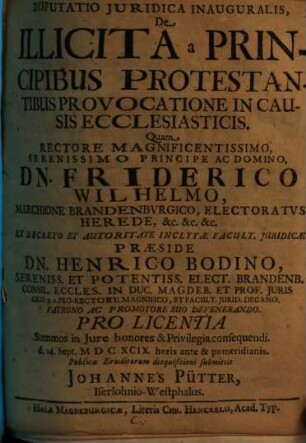 DISPUTATIO JURIDICA INAUGURALIS,
De
ILLICITA a PRIN-
CIPIBUS PROTESTAN-
TIBUS PROVOCATIONE IN CAU-
SIS ECCLESIASTICIS.
Quam
RECTORE MAGNIFICENTISSIMO,
SERENISSIMO PRINCIPE AC DOMINO,
DN. FRIDERICO
WILHELMO,
MARCHIONE BRANDENBURGICO, ELECTORATVS
HEREDE, &c. &c. &c.
ET DECRETO ET AUTORITATE INCLYTÆ FACULT. JURIDICÆ
PRÆSIDE
DN. HENRICO BODINO,
SERENISS. ET POTENTISS. ELECT. BRANDENB.
CONSIL. ECCLES. IN DUC. MAGDEB. ET PROF. JURIS
PRO-RECTORE MAGNIFICO, ET FACULT. JURID. DECANO,
PATRONO AC PROMOTORE SUO DEVENERANDO.
PRO LICENTIA
Summos in Jure honores & Privilegia consequendi.
d. 14. Sept. M D C XCIX. horis ante & pomeridianis.
Publicæ Eruditorum disquisitioni submittit
JOHANNES PÜTTER,
Iserlohnio-Westphalus.
HALÆ MAGDEBURGICÆ, Literis CHR. HENCKELII, Acad. Typ.